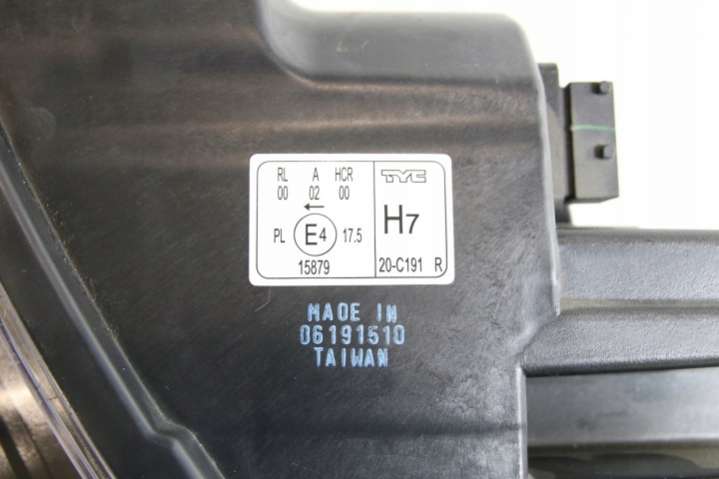 RL A HCR TYC
00 02 00
← H7
PL E4 17.5
15879 20-C191 R
MADE IN
06191510
TAIWAN